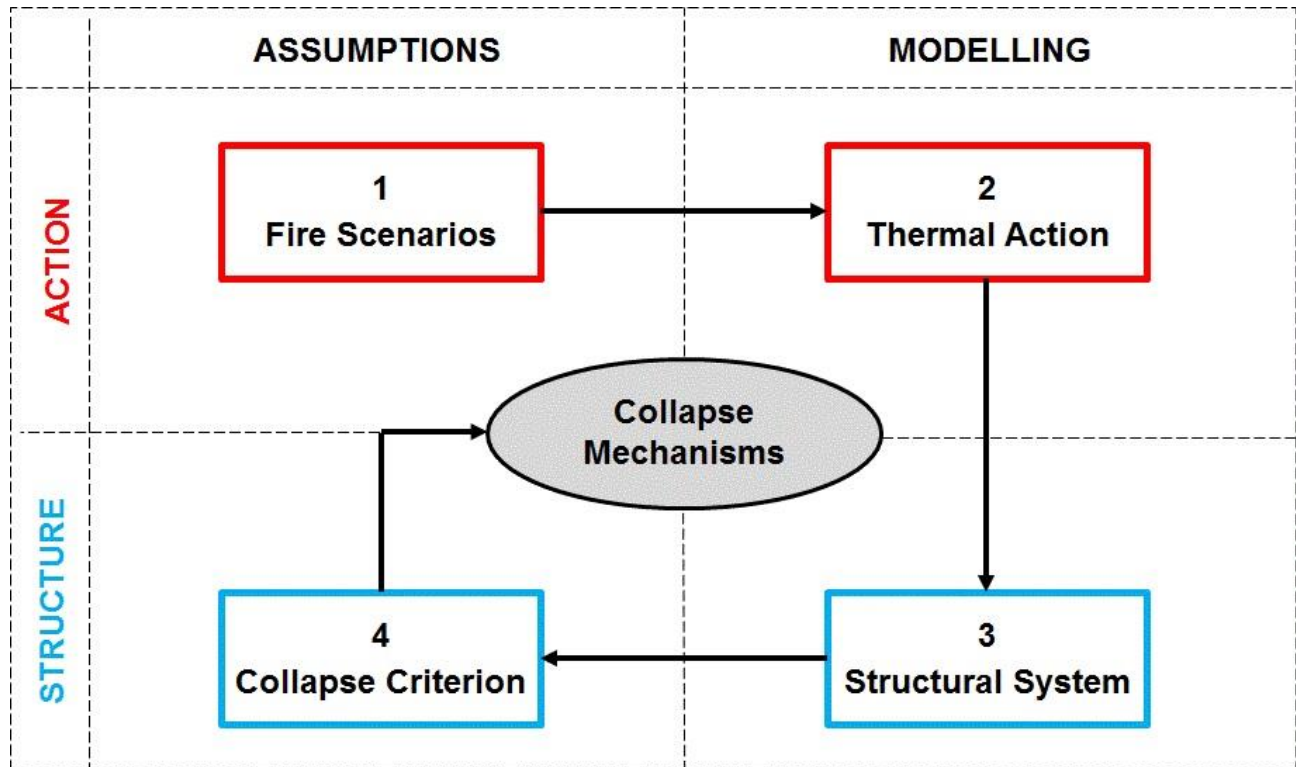 ASSUMPTIONS
MODELLING
ACTION
1
Fire Scenarios
2
Thermal Action
Collapse
Mechanisms
STRUCTURE
4
Collapse Criterion
3
Structural System